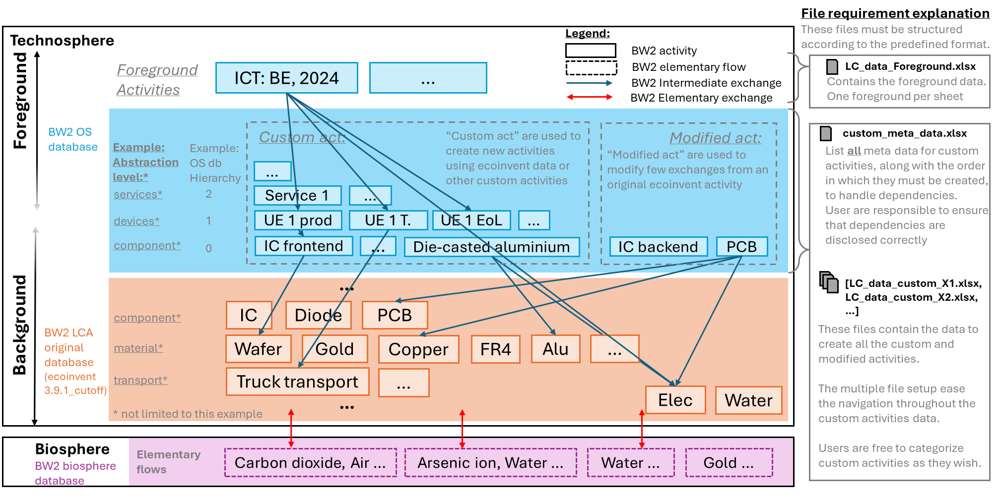 File requirement explanation
These files must be structured
according to the predefined format.
Technosphere
Foreground
Background
Legend:
BW2 activity
BW2 elementary flow
BW2 Intermediate exchange
BW2 Elementary exchange
Foreground
Activities
ICT: BE, 2024
...
LC_data_Foreground.xlsx
Contains the foreground data.
One foreground per sheet
BW2 OS
database
Example:
Abstraction
level:*
Example:
OS db
Hierarchy
services*
2
devices*
1
component*
0
Custom act:
“Custom act” are used to
create new activities
using ecoinvent data or
other custom activities
...
Service 1
...
UE 1 prod
UE 1 T.
UE 1 EoL
...
IC frontend
...
Die-casted aluminium
Modified act:
“Modified act” are used to
modify few exchanges from an
original ecoinvent activity
IC backend
PCB
custom_meta_data.xlsx
List all meta data for custom
activities, along with the order
in which they must be created,
to handle dependencies.
User are responsible to ensure
that dependencies are
disclosed correctly
[LC_data_custom_X1.xlsx,
LC_data_custom_X2.xlsx,
...]
These files contain the data to
create all the custom and
modified activities.
The multiple file setup ease
the navigation throughout the
custom activities data.
Users are free to categorize
custom activities as they wish.
BW2 LCA
original
database
(ecoinvent
3.9.1_cutoff)
...
component*
IC
Diode
PCB
material*
Wafer
Gold
Copper
FR4
Alu
...
transport*
Truck transport
...
Elec
Water
...
* not limited to this example
Biosphere
BW2 biosphere
database
Elementary
flows
Carbon dioxide, Air ...
Arsenic ion, Water ...
Water ...
Gold ...